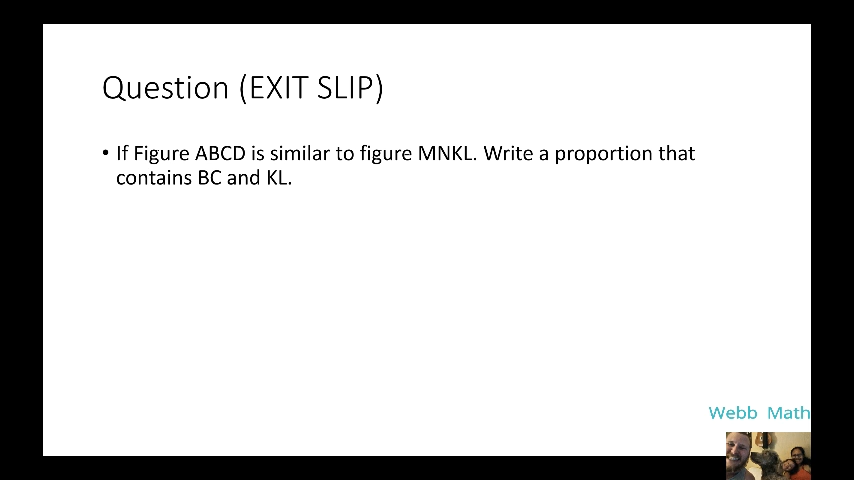 Question (EXIT SLIP)
• If Figure ABCD is similar to figure MNKL. Write a proportion that
contains BC and KL.
Webb Math